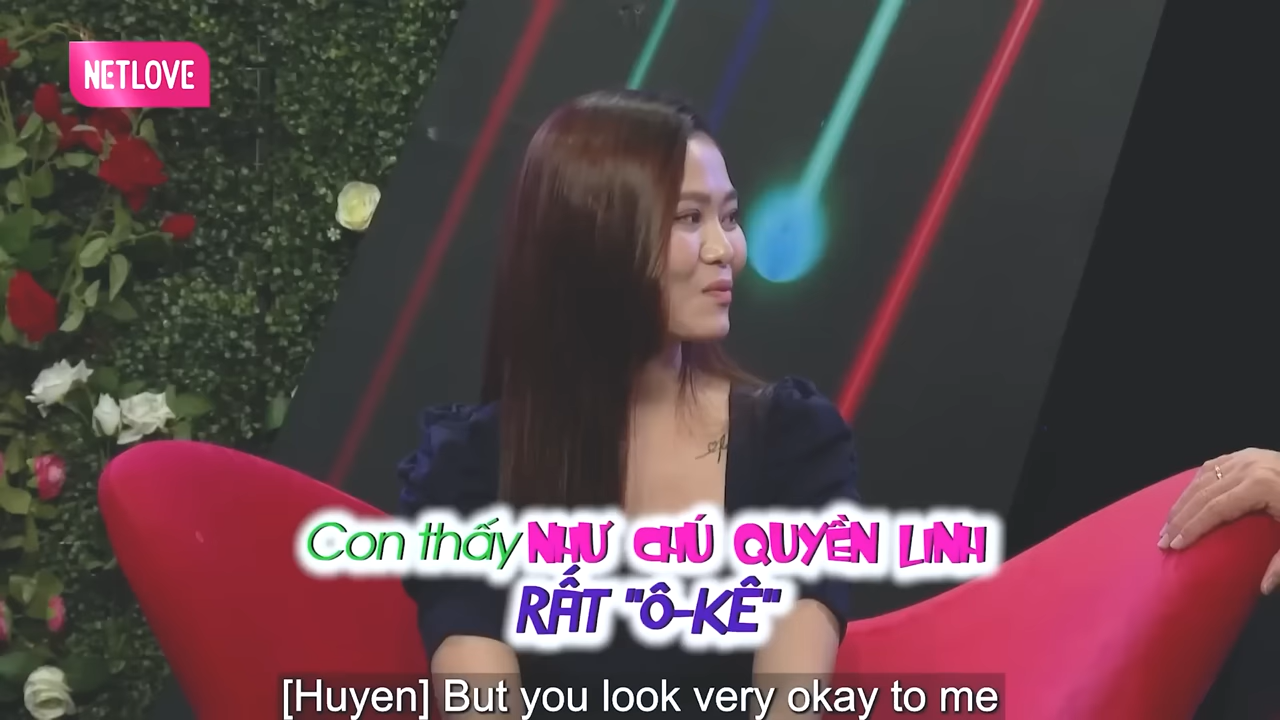 NETLOVE
Con thấy NHƯ CHÚ QUYỀN LINH
RẤT "Ô-KÊ"
[Huyen] But you look very okay to me